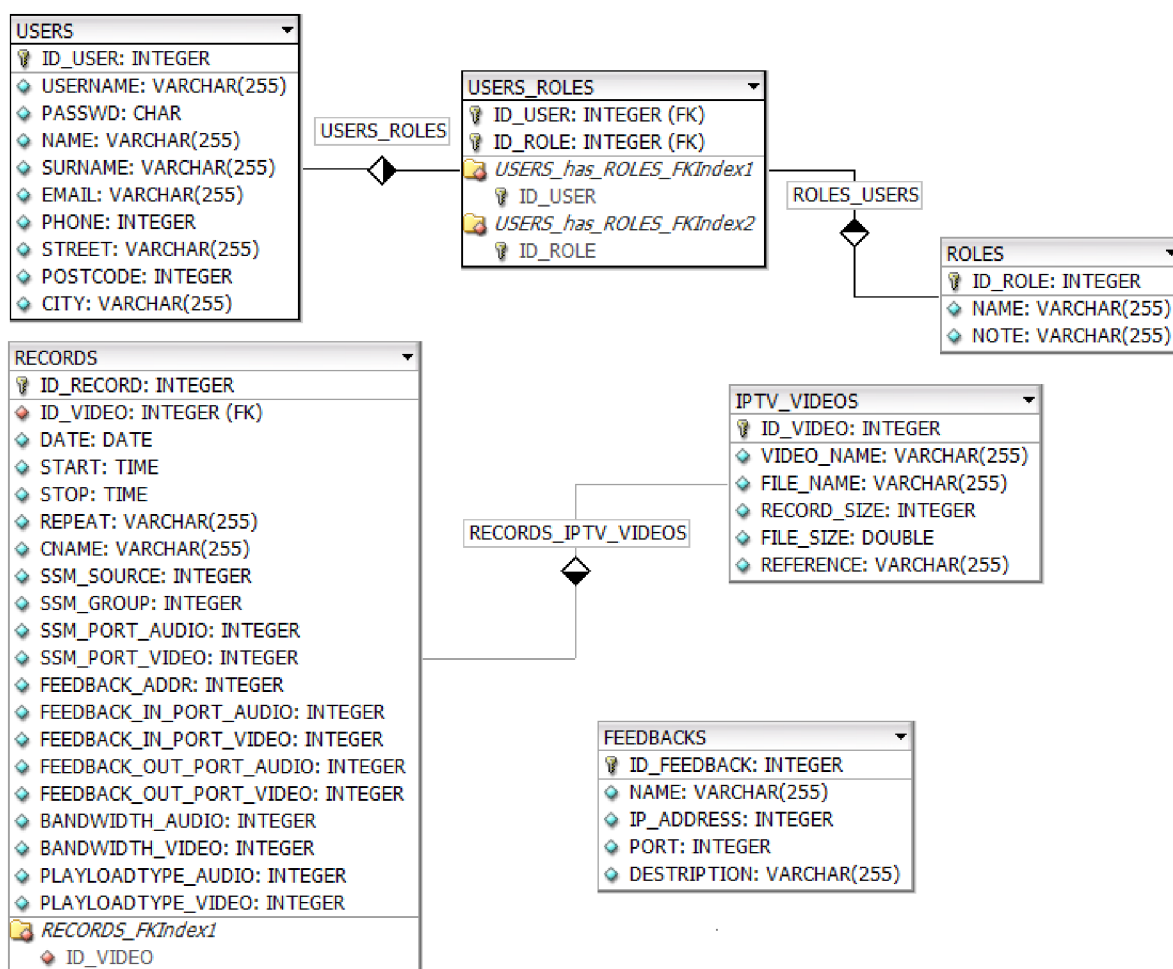 USERS
ID_USER: INTEGER
USERNAME: VARCHAR(255)
PASSWD: CHAR
NAME: VARCHAR(255)
SURNAME: VARCHAR(255)
EMAIL: VARCHAR(255)
PHONE: INTEGER
STREET: VARCHAR(255)
POSTCODE: INTEGER
CITY: VARCHAR(255)
USERS_ROLES
USERS_ROLES
ID_USER: INTEGER (FK)
ID_ROLE: INTEGER (FK)
USERS_has_ROLES_FKIndex1
ID_USER
USERS_has_ROLES_FKIndex2
ID_ROLE
ROLES_USERS
ROLES
ID_ROLE: INTEGER
NAME: VARCHAR(255)
NOTE: VARCHAR(255)
RECORDS
ID_RECORD: INTEGER
ID_VIDEO: INTEGER (FK)
DATE: DATE
START: TIME
STOP: TIME
REPEAT: VARCHAR(255)
CNAME: VARCHAR(255)
SSM_SOURCE: INTEGER
SSM_GROUP: INTEGER
SSM_PORT_AUDIO: INTEGER
SSM_PORT_VIDEO: INTEGER
FEEDBACK_ADDR: INTEGER
FEEDBACK_IN_PORT_AUDIO: INTEGER
FEEDBACK_IN_PORT_VIDEO: INTEGER
FEEDBACK_OUT_PORT_AUDIO: INTEGER
FEEDBACK_OUT_PORT_VIDEO: INTEGER
BANDWIDTH_AUDIO: INTEGER
BANDWIDTH_VIDEO: INTEGER
PLAYLOADTYPE_AUDIO: INTEGER
PLAYLOADTYPE_VIDEO: INTEGER
RECORDS_FKIndex1
ID_VIDEO
RECORDS_IPTV_VIDEOS
IPTV_VIDEOS
ID_VIDEO: INTEGER
VIDEO_NAME: VARCHAR(255)
FILE_NAME: VARCHAR(255)
RECORD_SIZE: INTEGER
FILE_SIZE: DOUBLE
REFERENCE: VARCHAR(255)
FEEDBACKS
ID_FEEDBACK: INTEGER
NAME: VARCHAR(255)
IP_ADDRESS: INTEGER
PORT: INTEGER
DESTRIPTION: VARCHAR(255)